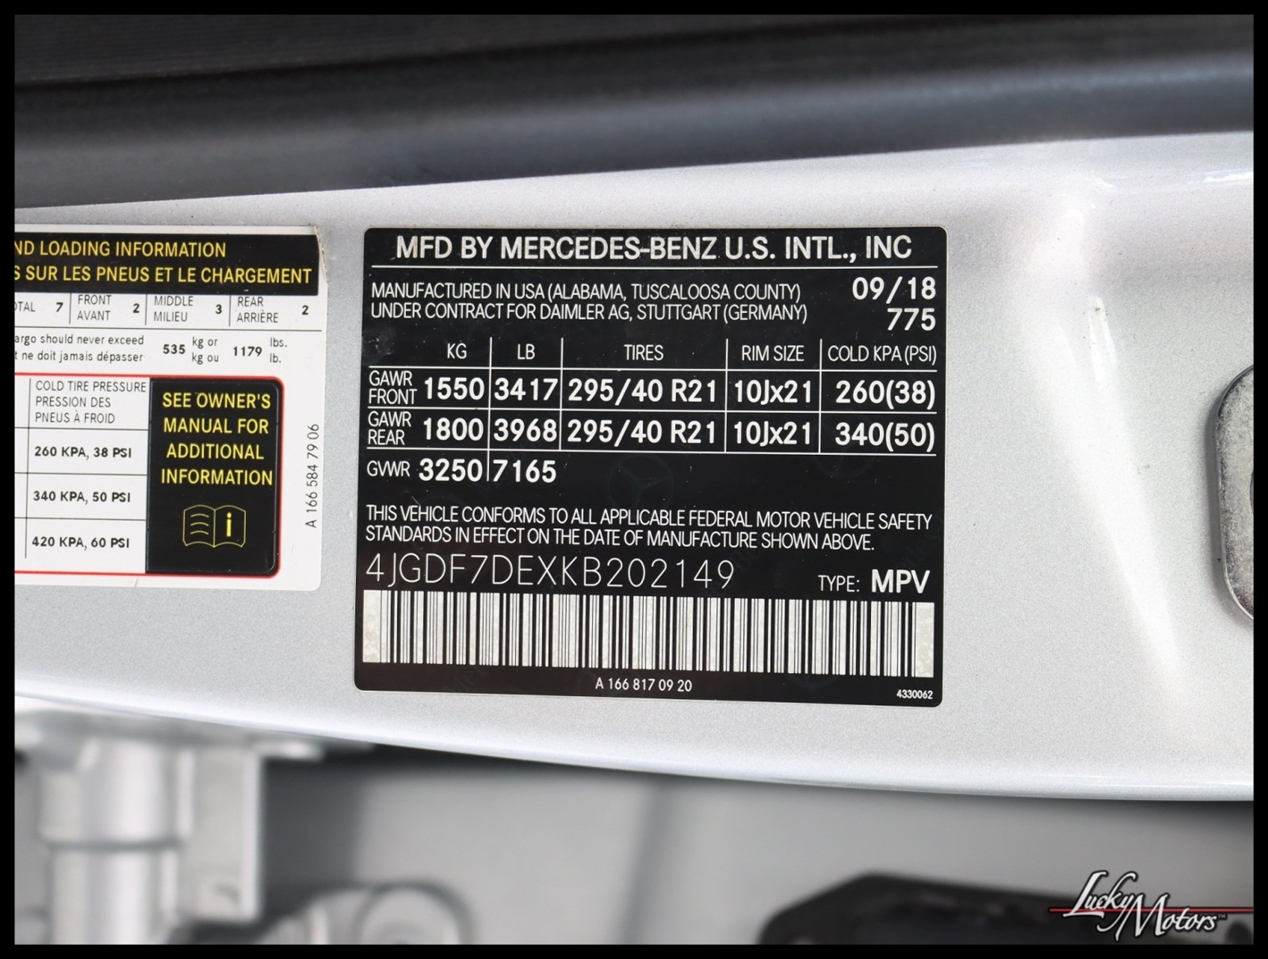 ND LOADING INFORMATION
S SUR LES PNEUS ET LE CHARGEMENT
OTAL 7 FRONT AVANT 2 MIDDLE MILIEU 3 REAR ARRIÈRE 2
argo should never exceed
t ne doit jamais dépasser
535 kg or kg ou 1179 lbs. lb.
COLD TIRE PRESSURE
PRESSION DES
PNEUS À FROID
260 KPA, 38 PSI
340 KPA, 50 PSI
420 KPA, 60 PSI
SEE OWNER'S
MANUAL FOR
ADDITIONAL
INFORMATION
i
A 166 584 79 06
MFD BY MERCEDES-BENZ U.S. INTL., INC
MANUFACTURED IN USA (ALABAMA, TUSCALOOSA COUNTY) 09/18
UNDER CONTRACT FOR DAIMLER AG, STUTTGART (GERMANY) 775
KG LB TIRES RIM SIZE COLD KPA (PSI)
GAWR FRONT 1550 3417 295/40 R21 10Jx21 260(38)
GAWR REAR 1800 3968 295/40 R21 10Jx21 340(50)
GVWR 3250 7165
THIS VEHICLE CONFORMS TO ALL APPLICABLE FEDERAL MOTOR VEHICLE SAFETY
STANDARDS IN EFFECT ON THE DATE OF MANUFACTURE SHOWN ABOVE.
4JGDF7DEXKB202149 TYPE: MPV
A 166 817 09 20
4330062
Lucky Motors